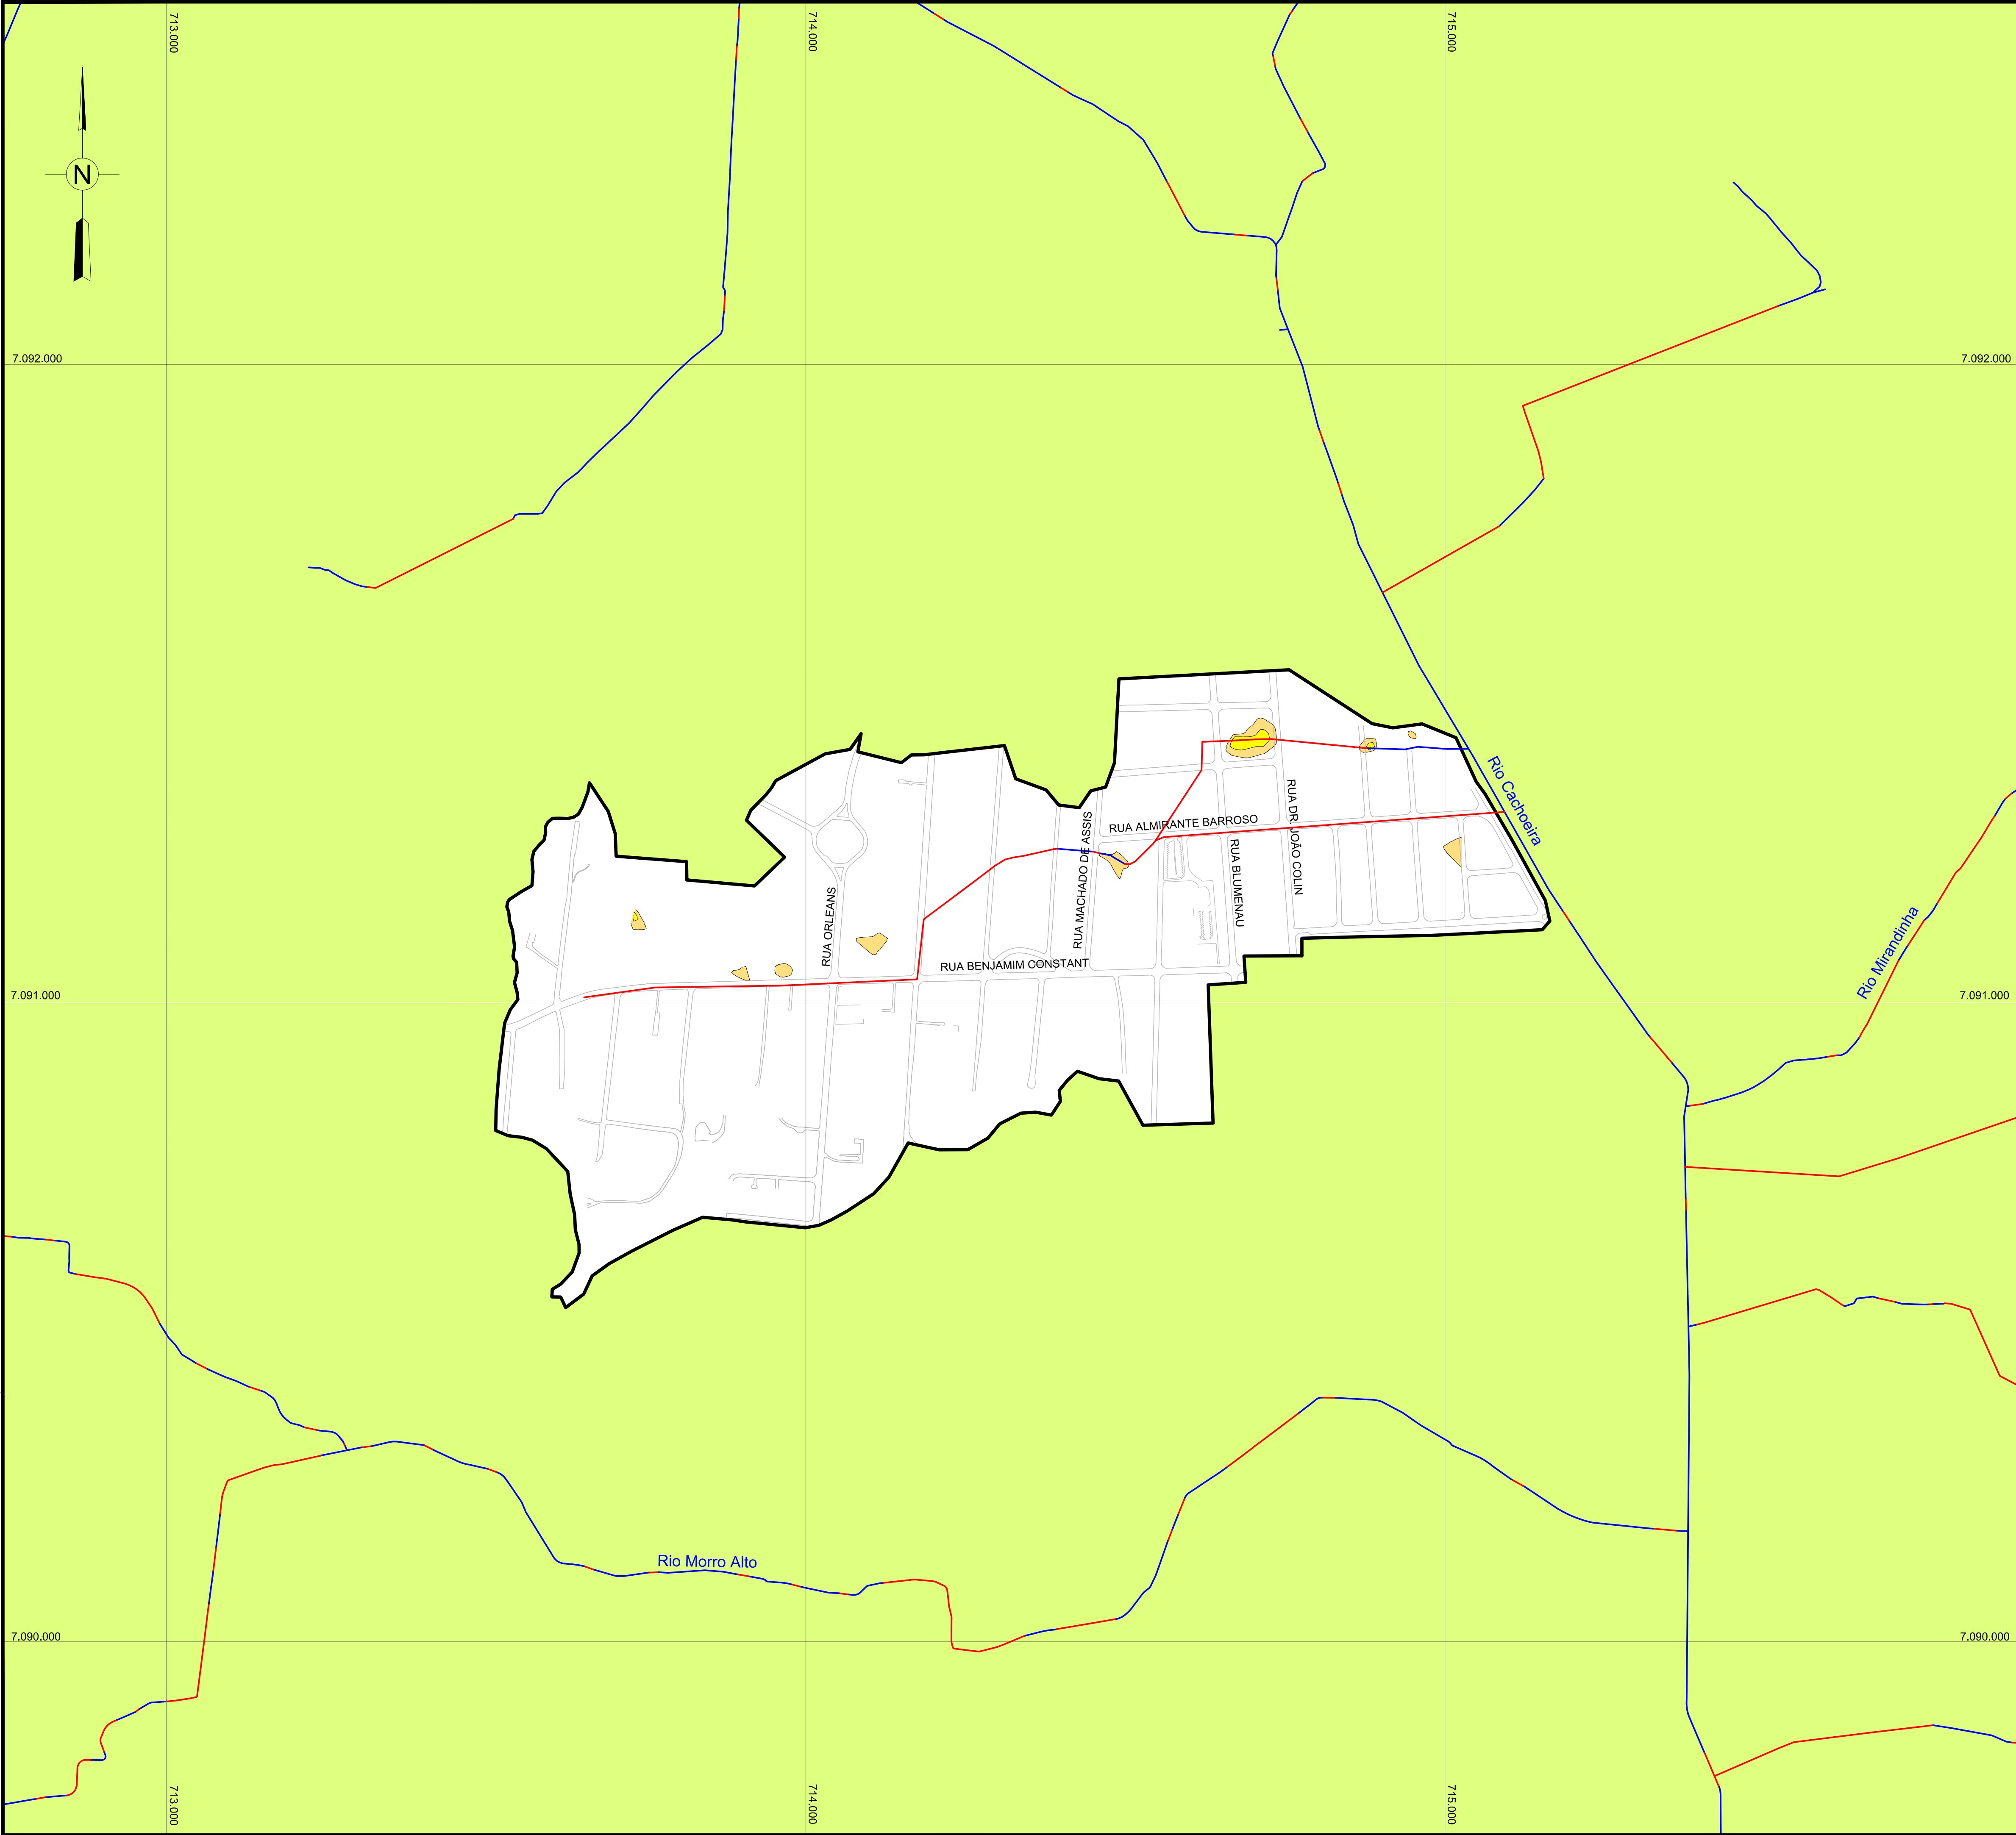 713.000
714.000
715.000
N
7.092.000
7.092.000
Rio Cachoeira
RUA DR. JOÃO COLIN
RUA ALMIRANTE BARROSO
RUA MACHADO DE ASSIS
RUA BLUMENAU
RUA ORLEANS
Rio Mirandinha
RUA BENJAMIM CONSTANT
7.091.000
7.091.000
Rio Morro Alto
7.090.000
7.090.000
713.000
714.000
715.000